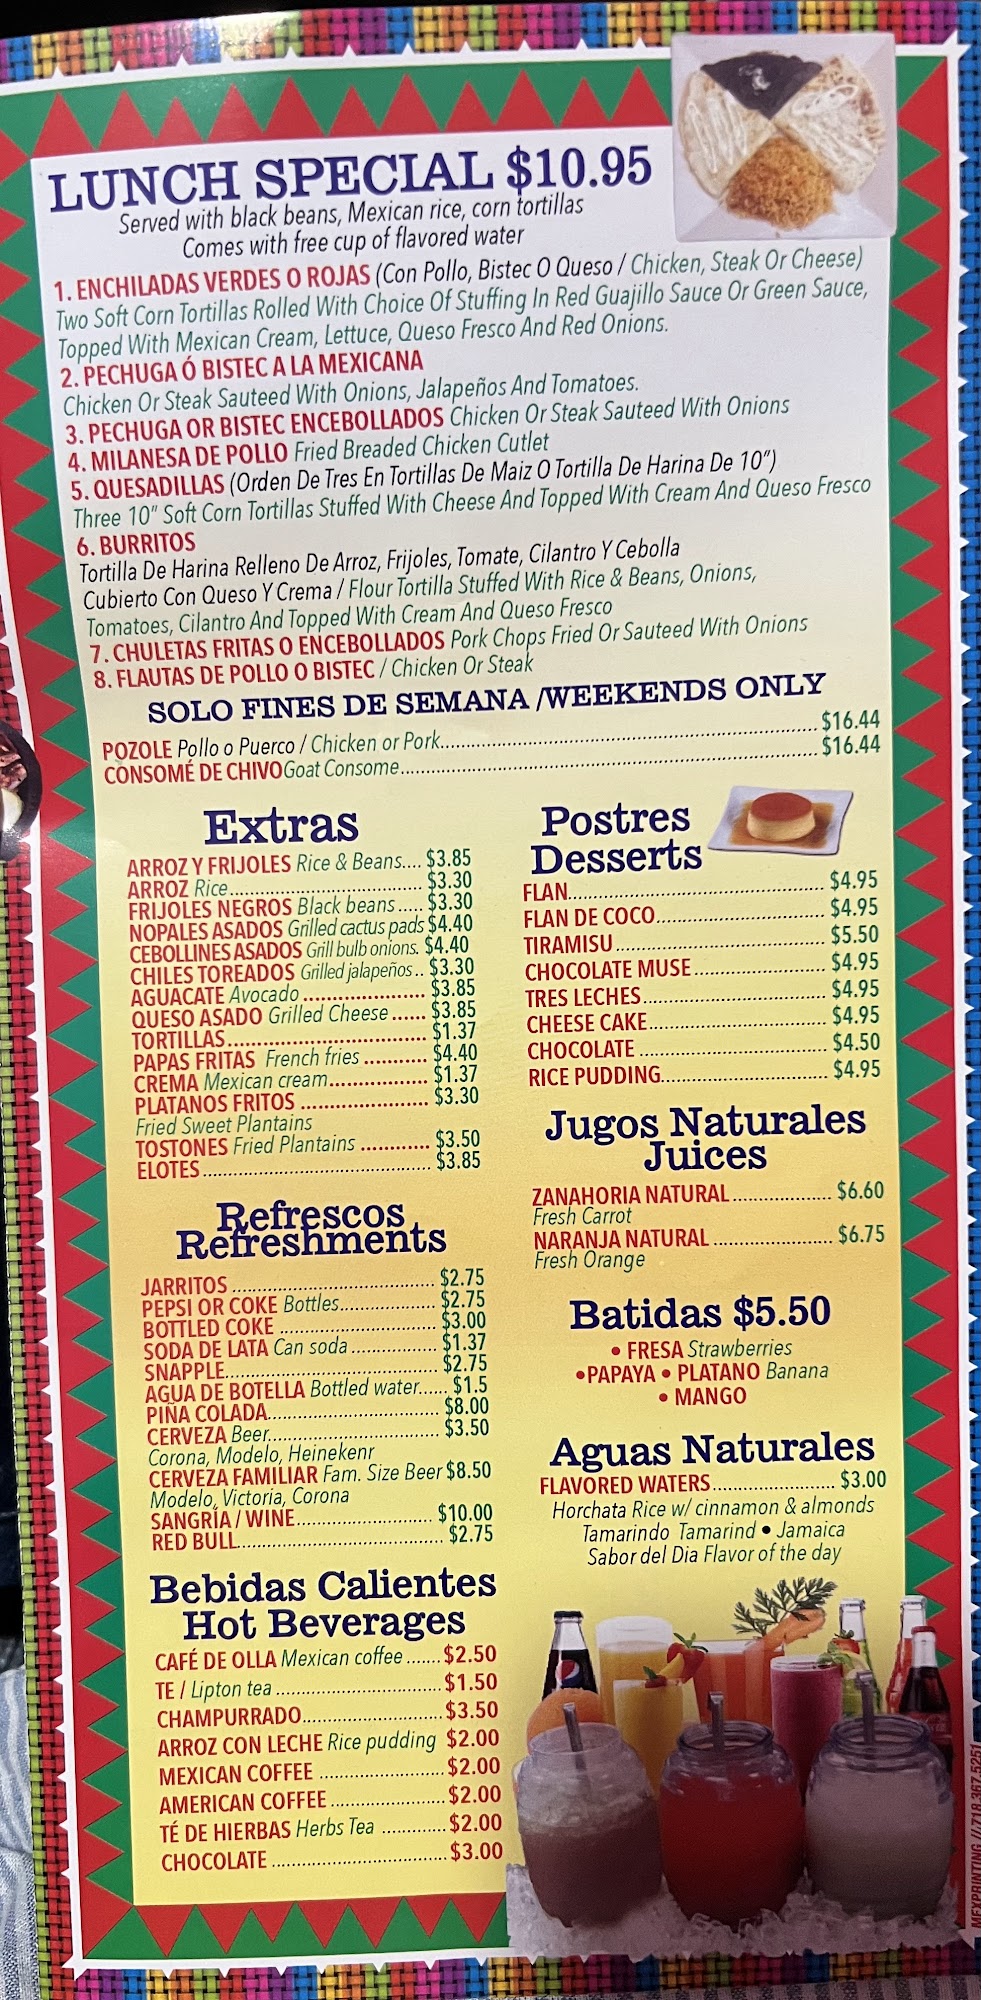 LUNCH SPECIAL $10.95
Served with black beans, Mexican rice, corn tortillas
Comes with free cup of flavored water
1. ENCHILADAS VERDES O ROJAS (Con Pollo, Bistec O Queso / Chicken, Steak Or Cheese)
Two Soft Corn Tortillas Rolled With Choice Of Stuffing In Red Guajillo Sauce Or Green Sauce,
Topped With Mexican Cream, Lettuce, Queso Fresco And Red Onions.
2. PECHUGA Ó BISTEC A LA MEXICANA
Chicken Or Steak Sauteed With Onions, Jalapeños And Tomatoes.
3. PECHUGA OR BISTEC ENCEBOLLADOS Chicken Or Steak Sauteed With Onions
4. MILANESA DE POLLO Fried Breaded Chicken Cutlet
5. QUESADILLAS (Orden De Tres En Tortillas De Maiz O Tortilla De Harina De 10")
Three 10" Soft Corn Tortillas Stuffed With Cheese And Topped With Cream And Queso Fresco
6. BURRITOS
Tortilla De Harina Relleno De Arroz, Frijoles, Tomate, Cilantro Y Cebolla
Cubierto Con Queso Y Crema / Flour Tortilla Stuffed With Rice & Beans, Onions,
Tomatoes, Cilantro And Topped With Cream And Queso Fresco
7. CHULETAS FRITAS O ENCEBOLLADOS Pork Chops Fried Or Sauteed With Onions
8. FLAUTAS DE POLLO O BISTEC / Chicken Or Steak
SOLO FINES DE SEMANA /WEEKENDS ONLY
POZOLE Pollo o Puerco / Chicken or Pork.... $16.44
CONSOMÉ DE CHIVO Goat Consome.... $16.44
Extras
ARROZ Y FRIJOLES Rice & Beans.... $3.85
ARROZ Rice.... $3.30
FRIJOLES NEGROS Black beans..... $3.30
NOPALES ASADOS Grilled cactus pads $4.40
CEBOLLINES ASADOS Grill bulb onions. $4.40
CHILES TOREADOS Grilled jalapeños.. $3.30
AGUACATE Avocado .... $3.85
QUESO ASADO Grilled Cheese ...... $3.85
TORTILLAS.... $1.37
PAPAS FRITAS French fries .... $4.40
CREMA Mexican cream.... $1.37
PLATANOS FRITOS .... $3.30
Fried Sweet Plantains
TOSTONES Fried Plantains .... $3.50
ELOTES.... $3.85
Refrescos
Refreshments
JARRITOS .... $2.75
PEPSI OR COKE Bottles.... $2.75
BOTTLED COKE .... $3.00
SODA DE LATA Can soda .... $1.37
SNAPPLE.... $2.75
AGUA DE BOTELLA Bottled water...... $1.5
PIÑA COLADA.... $8.00
CERVEZA Beer.... $3.50
Corona, Modelo, Heinekenr
CERVEZA FAMILIAR Fam. Size Beer $8.50
Modelo, Victoria, Corona
SANGRÍA / WINE.... $10.00
RED BULL.... $2.75
Bebidas Calientes
Hot Beverages
CAFÉ DE OLLA Mexican coffee ....... $2.50
TE / Lipton tea .... $1.50
CHAMPURRADO.... $3.50
ARROZ CON LECHE Rice pudding $2.00
MEXICAN COFFEE .... $2.00
AMERICAN COFFEE .... $2.00
TÉ DE HIERBAS Herbs Tea .... $2.00
CHOCOLATE .... $3.00
Postres
Desserts
FLAN.... $4.95
FLAN DE COCO.... $4.95
TIRAMISU .... $5.50
CHOCOLATE MUSE .... $4.95
TRES LECHES.... $4.95
CHEESE CAKE.... $4.95
CHOCOLATE .... $4.50
RICE PUDDING.... $4.95
Jugos Naturales
Juices
ZANAHORIA NATURAL .... $6.60
Fresh Carrot
NARANJA NATURAL .... $6.75
Fresh Orange
Batidas $5.50
• FRESA Strawberries
•PAPAYA • PLATANO Banana
• MANGO
Aguas Naturales
FLAVORED WATERS.... $3.00
Horchata Rice w/ cinnamon & almonds
Tamarindo Tamarind • Jamaica
Sabor del Dia Flavor of the day
pepsi
MEXPRINTING //718.367.5251